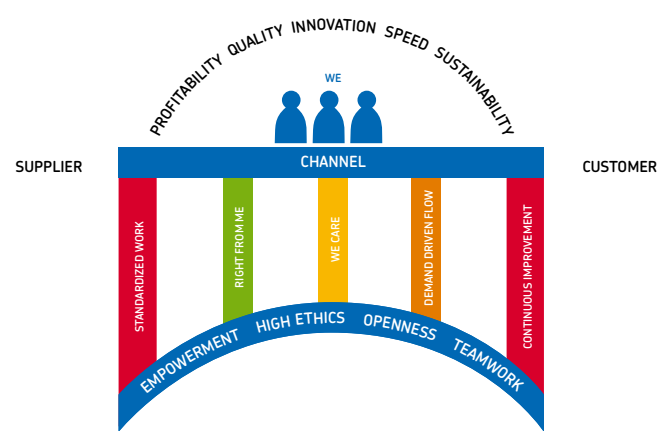 PROFITABILITY QUALITY INNOVATION SPEED SUSTAINABILITY
WE
SUPPLIER
CHANNEL
CUSTOMER
STANDARDIZED WORK
RIGHT FROM ME
WE CARE
DEMAND DRIVEN FLOW
CONTINUOUS IMPROVEMENT
EMPOWERMENT HIGH ETHICS OPENNESS TEAMWORK